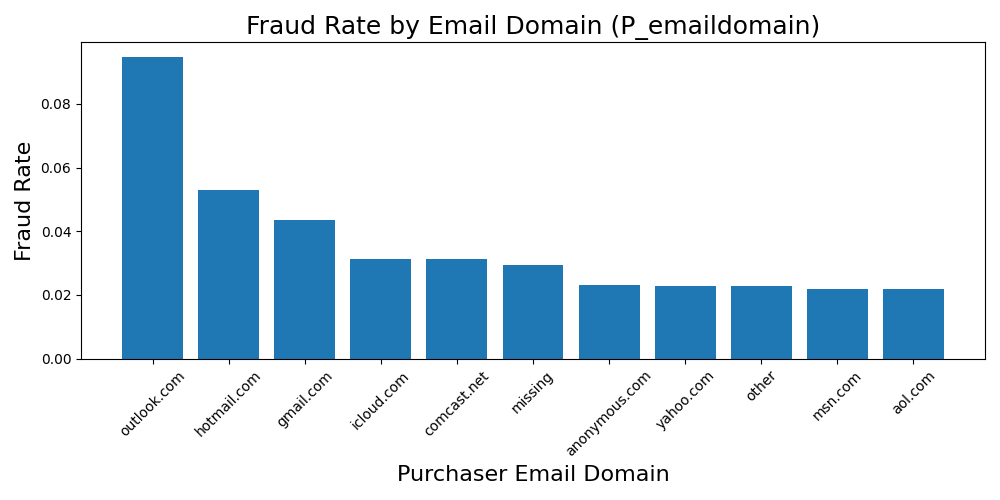 Fraud Rate by Email Domain (P_emaildomain)
Fraud Rate
0.08
0.06
0.04
0.02
0.00
outlook.com
hotmail.com
gmail.com
icloud.com
comcast.net
missing
anonymous.com
yahoo.com
other
msn.com
aol.com
Purchaser Email Domain